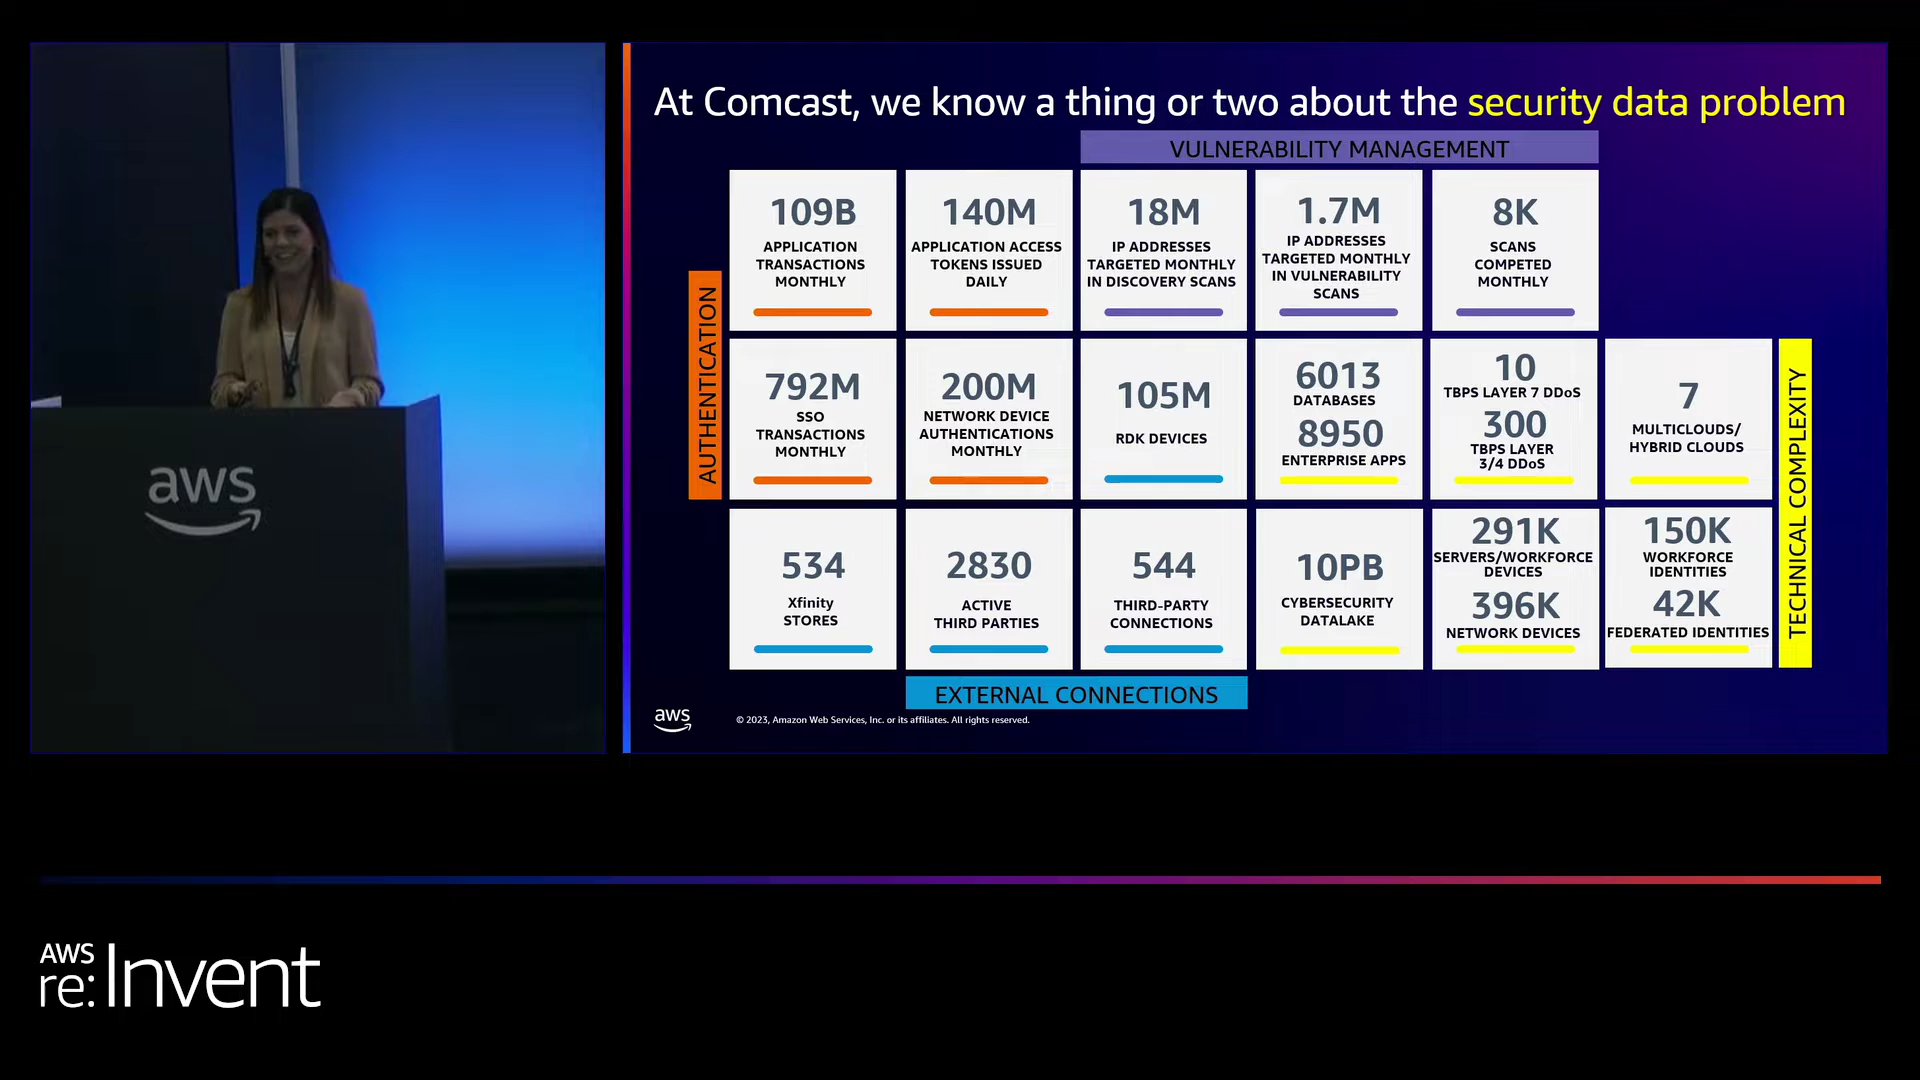 At Comcast, we know a thing or two about the security data problem
VULNERABILITY MANAGEMENT
109B
APPLICATION
TRANSACTIONS
MONTHLY
140M
APPLICATION ACCESS
TOKENS ISSUED
DAILY
18M
IP ADDRESSES
TARGETED MONTHLY
IN DISCOVERY SCANS
1.7M
IP ADDRESSES
TARGETED MONTHLY
IN VULNERABILITY
SCANS
8K
SCANS
COMPETED
MONTHLY
AUTHENTICATION
792M
SSO
TRANSACTIONS
MONTHLY
200M
NETWORK DEVICE
AUTHENTICATIONS
MONTHLY
105M
RDK DEVICES
6013
DATABASES
8950
ENTERPRISE APPS
10
TBPS LAYER 7 DDoS
300
TBPS LAYER
3/4 DDoS
7
MULTICLOUDS/
HYBRID CLOUDS
TECHNICAL COMPLEXITY
534
Xfinity
STORES
2830
ACTIVE
THIRD PARTIES
544
THIRD-PARTY
CONNECTIONS
10PB
CYBERSECURITY
DATALAKE
291K
SERVERS/WORKFORCE
DEVICES
396K
NETWORK DEVICES
150K
WORKFORCE
IDENTITIES
42K
FEDERATED IDENTITIES
EXTERNAL CONNECTIONS
aws
© 2023, Amazon Web Services, Inc. or its affiliates. All rights reserved.
aws
AWS
re:Invent